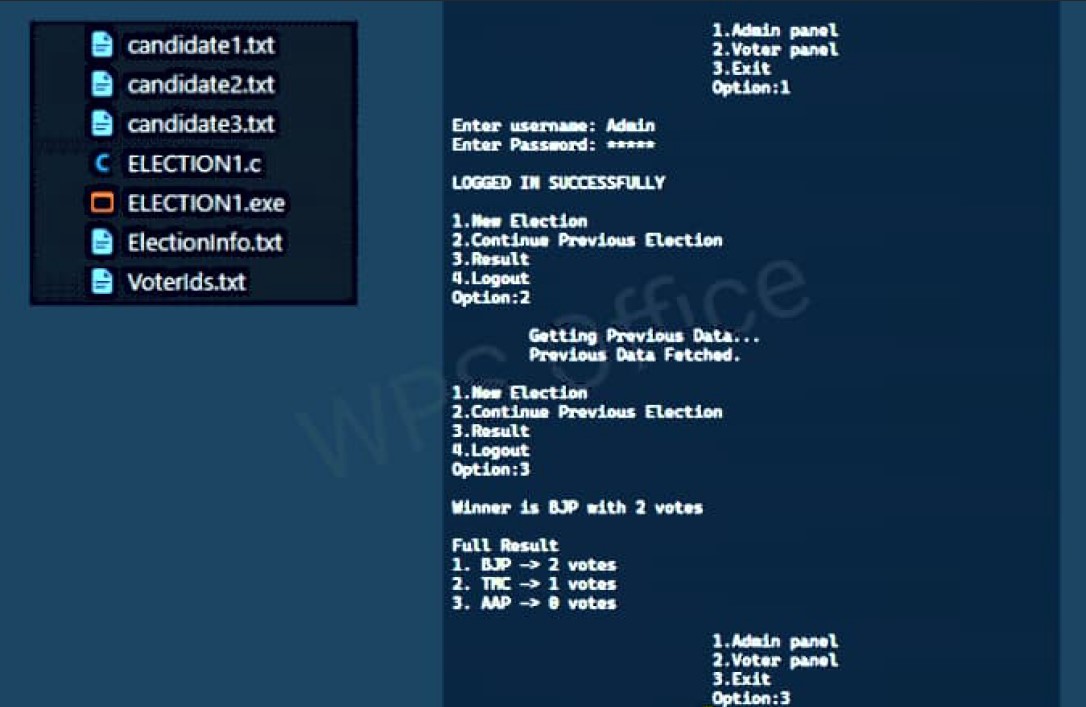 candidate1.txt
candidate2.txt
candidate3.txt
ELECTION1.c
ELECTION1.exe
ElectionInfo.txt
VoterIds.txt
1.Admin panel
2.Voter panel
3.Exit
Option:1
Enter username: Admin
Enter Password: *****
LOGGED IN SUCCESSFULLY
1.New Election
2.Continue Previous Election
3.Result
4.Logout
Option:2
Getting Previous Data...
Previous Data Fetched.
1.New Election
2.Continue Previous Election
3.Result
4.Logout
Option:3
Winner is BJP with 2 votes
Full Result
1. BJP -> 2 votes
2. TMC -> 1 votes
3. AAP -> 0 votes
1.Admin panel
2.Voter panel
3.Exit
Option:3
WPS Office